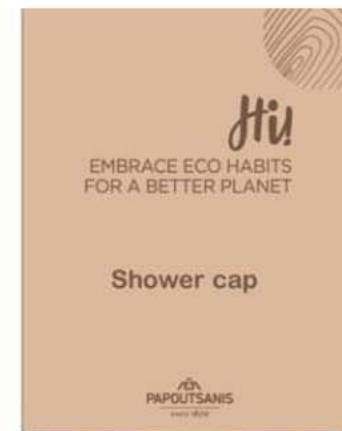 Hi!
EMBRACE ECO HABITS
FOR A BETTER PLANET
Shower cap
PAPOUTSANIS